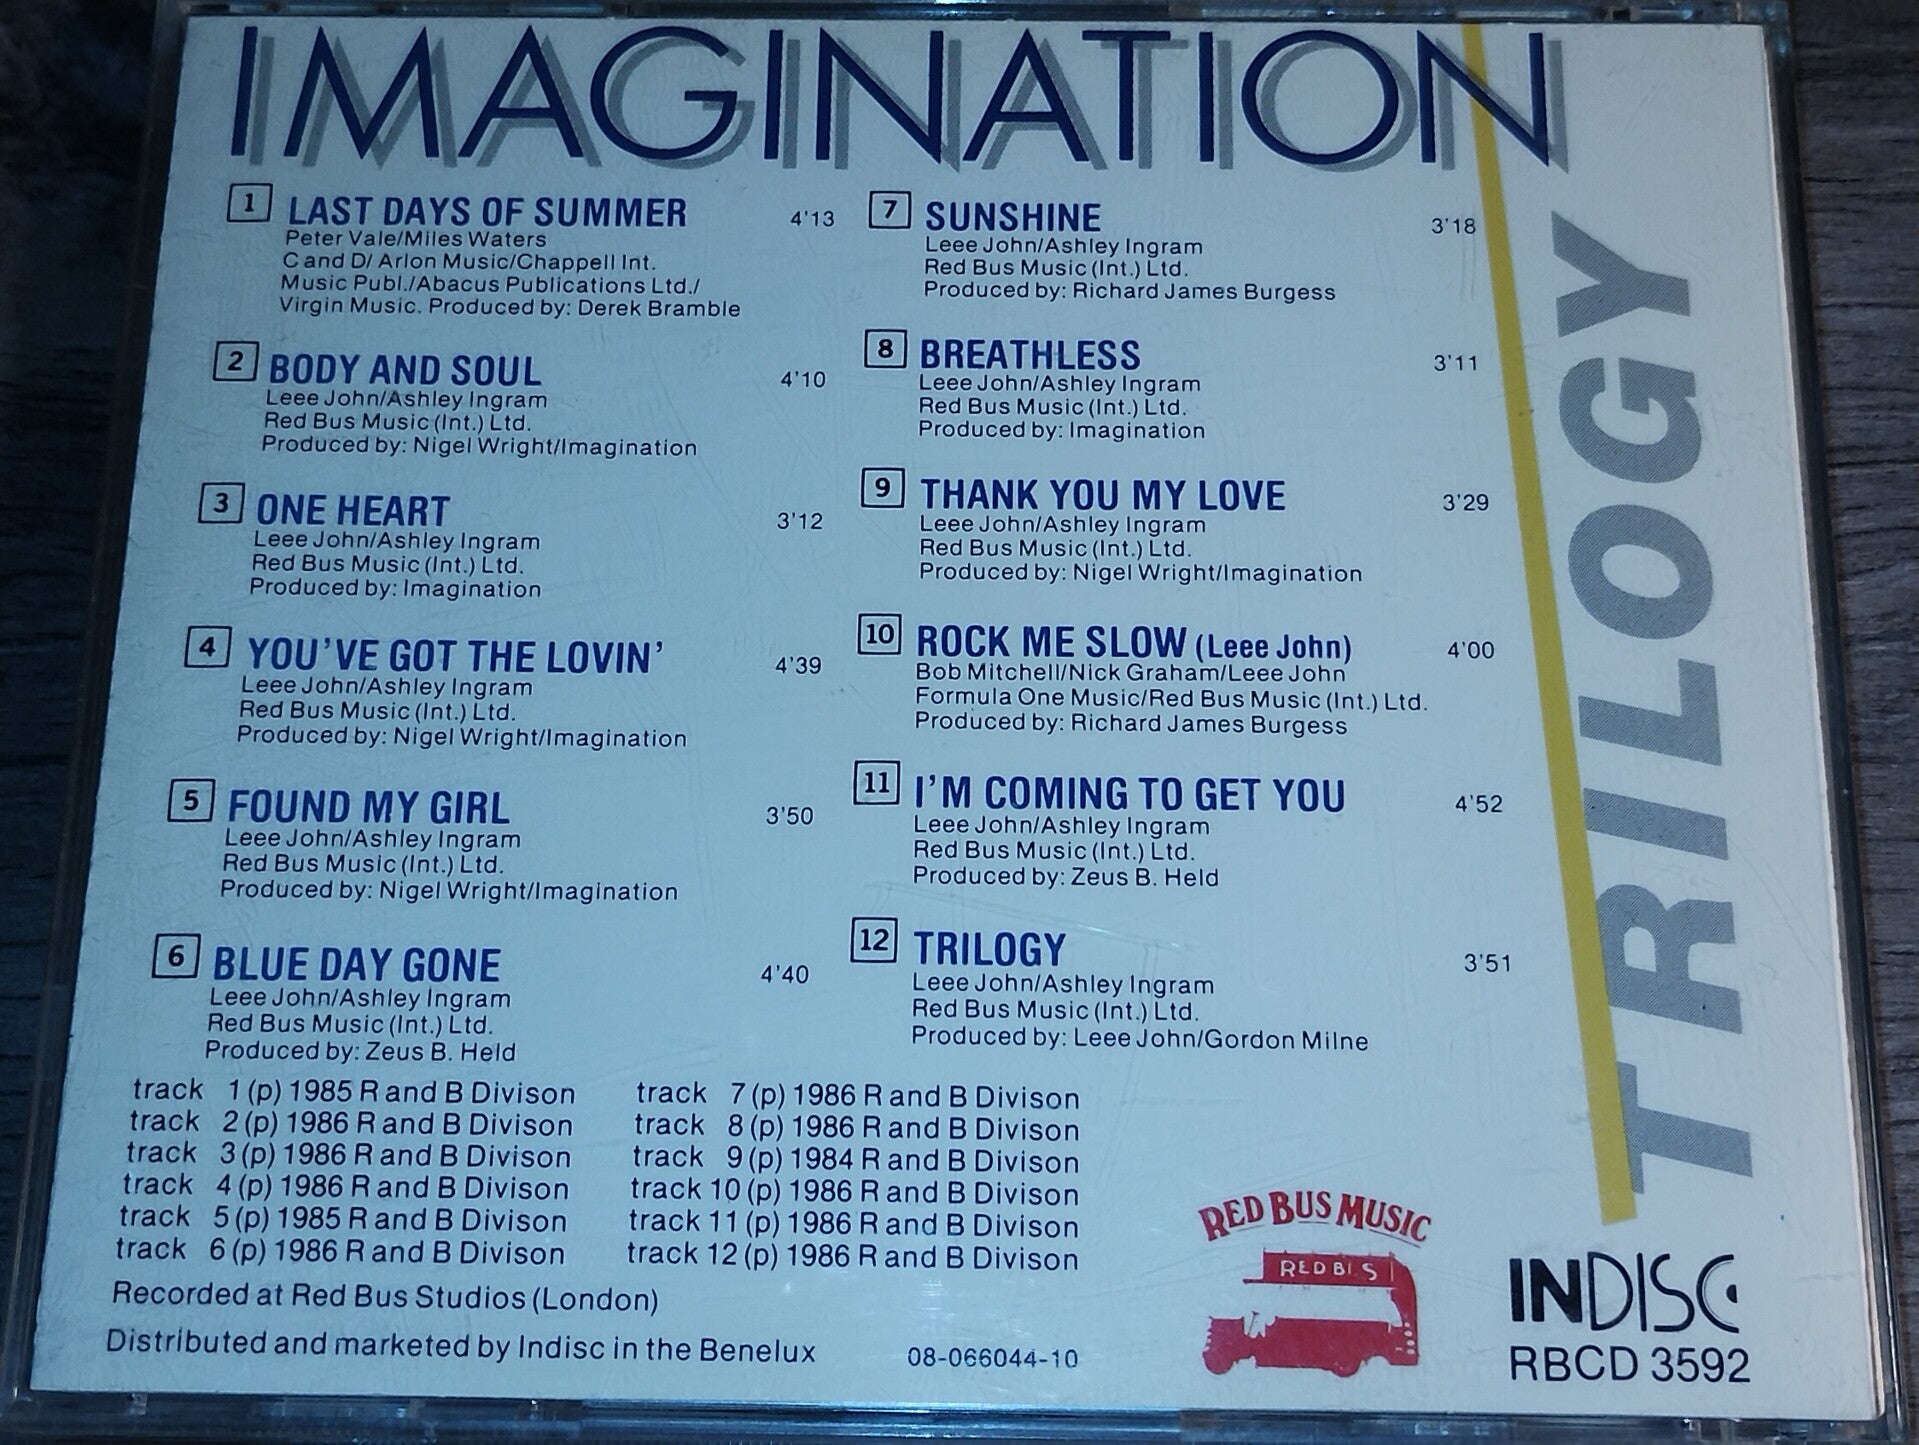 IMAGINATION
1 LAST DAYS OF SUMMER 4'13
Peter Vale/Miles Waters
C and D/ Arlon Music/Chappell Int.
Music Publ./Abacus Publications Ltd./
Virgin Music. Produced by: Derek Bramble
2 BODY AND SOUL 4'10
Leee John/Ashley Ingram
Red Bus Music (Int.) Ltd.
Produced by: Nigel Wright/Imagination
3 ONE HEART 3'12
Leee John/Ashley Ingram
Red Bus Music (Int.) Ltd.
Produced by: Imagination
4 YOU'VE GOT THE LOVIN' 4'39
Leee John/Ashley Ingram
Red Bus Music (Int.) Ltd.
Produced by: Nigel Wright/Imagination
5 FOUND MY GIRL 3'50
Leee John/Ashley Ingram
Red Bus Music (Int.) Ltd.
Produced by: Nigel Wright/Imagination
6 BLUE DAY GONE 4'40
Leee John/Ashley Ingram
Red Bus Music (Int.) Ltd.
Produced by: Zeus B. Held
7 SUNSHINE 3'18
Leee John/Ashley Ingram
Red Bus Music (Int.) Ltd.
Produced by: Richard James Burgess
8 BREATHLESS 3'11
Leee John/Ashley Ingram
Red Bus Music (Int.) Ltd.
Produced by: Imagination
9 THANK YOU MY LOVE 3'29
Leee John/Ashley Ingram
Red Bus Music (Int.) Ltd.
Produced by: Nigel Wright/Imagination
10 ROCK ME SLOW (Leee John) 4'00
Bob Mitchell/Nick Graham/Leee John
Formula One Music/Red Bus Music (Int.) Ltd.
Produced by: Richard James Burgess
11 I'M COMING TO GET YOU 4'52
Leee John/Ashley Ingram
Red Bus Music (Int.) Ltd.
Produced by: Zeus B. Held
12 TRILOGY 3'51
Leee John/Ashley Ingram
Red Bus Music (Int.) Ltd.
Produced by: Leee John/Gordon Milne
TRILOGY
track 1 (p) 1985 R and B Divison
track 2 (p) 1986 R and B Divison
track 3 (p) 1986 R and B Divison
track 4 (p) 1986 R and B Divison
track 5 (p) 1985 R and B Divison
track 6 (p) 1986 R and B Divison
track 7 (p) 1986 R and B Divison
track 8 (p) 1986 R and B Divison
track 9 (p) 1984 R and B Divison
track 10 (p) 1986 R and B Divison
track 11 (p) 1986 R and B Divison
track 12 (p) 1986 R and B Divison
Recorded at Red Bus Studios (London)
Distributed and marketed by Indisc in the Benelux
08-066044-10
RED BUS MUSIC
RED BUS
INDISC
RBCD 3592